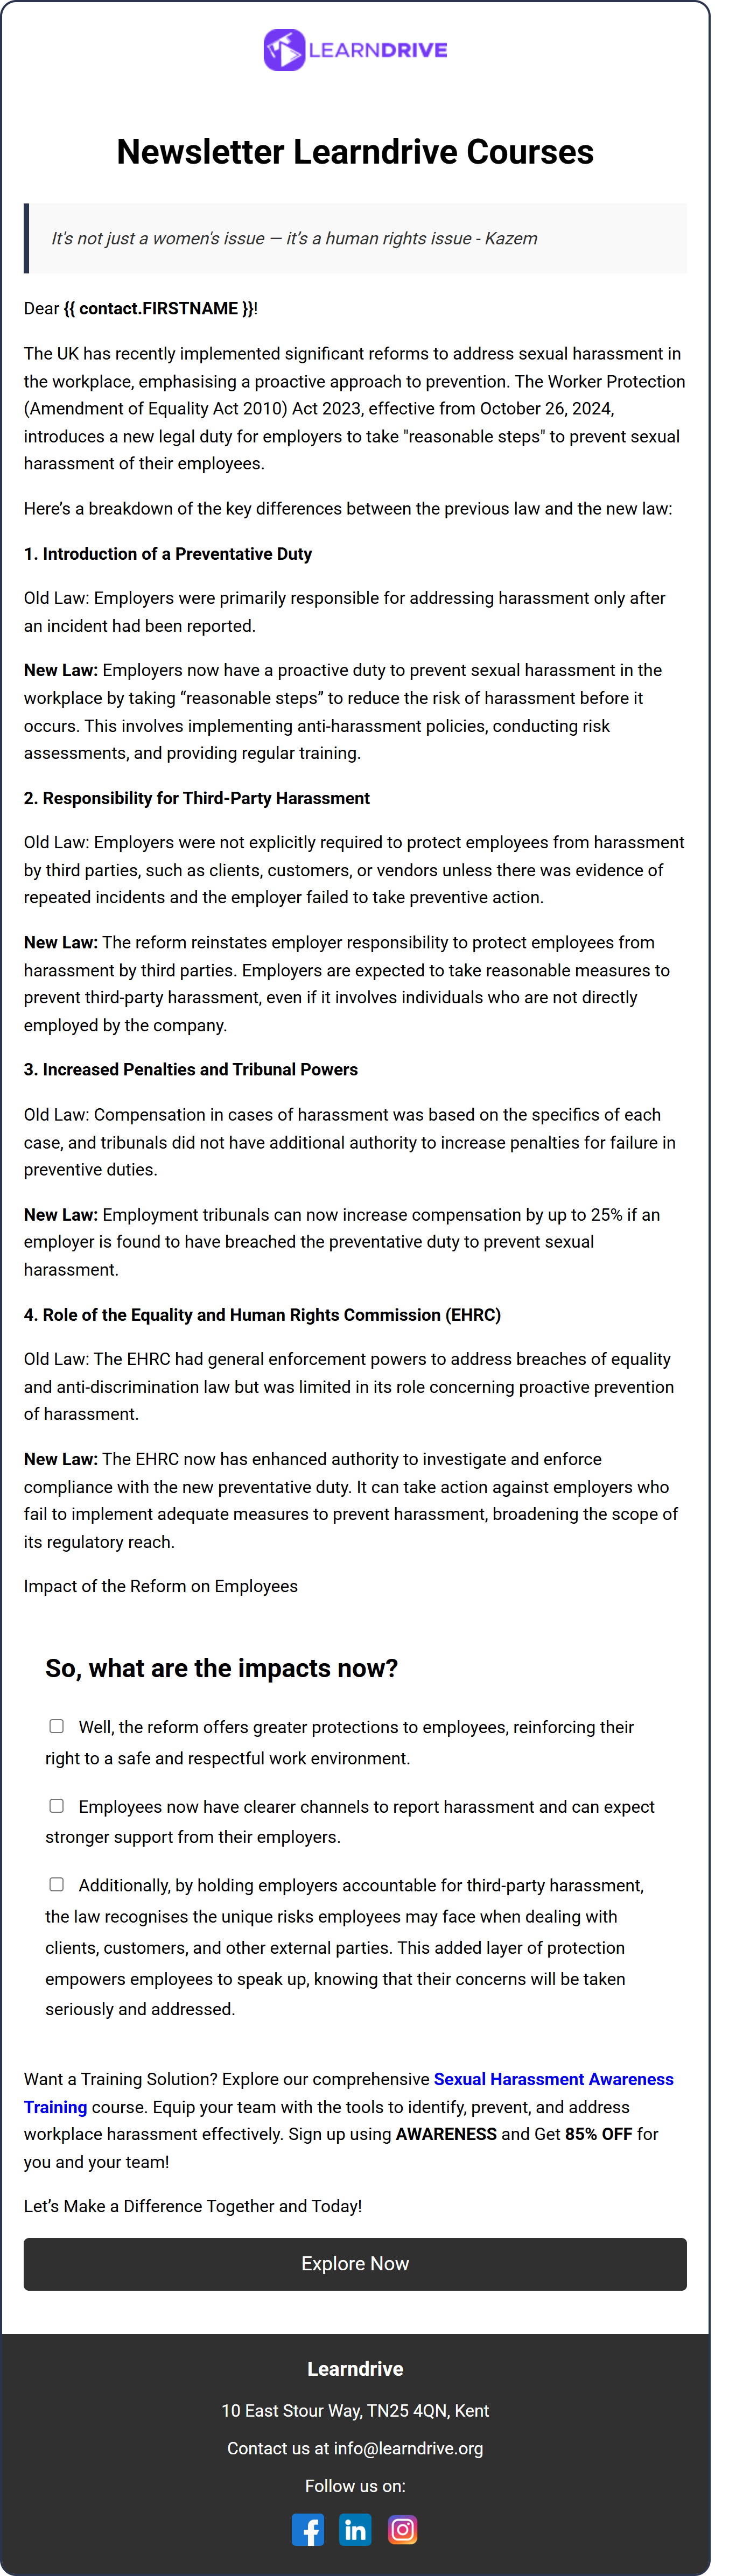 LEARNDRIVE
Newsletter Learndrive Courses
It's not just a women's issue — it’s a human rights issue - Kazem
Dear {{ contact.FIRSTNAME }}!
The UK has recently implemented significant reforms to address sexual harassment in
the workplace, emphasising a proactive approach to prevention. The Worker Protection
(Amendment of Equality Act 2010) Act 2023, effective from October 26, 2024,
introduces a new legal duty for employers to take "reasonable steps" to prevent sexual
harassment of their employees.
Here’s a breakdown of the key differences between the previous law and the new law:
1. Introduction of a Preventative Duty
Old Law: Employers were primarily responsible for addressing harassment only after
an incident had been reported.
New Law: Employers now have a proactive duty to prevent sexual harassment in the
workplace by taking “reasonable steps” to reduce the risk of harassment before it
occurs. This involves implementing anti-harassment policies, conducting risk
assessments, and providing regular training.
2. Responsibility for Third-Party Harassment
Old Law: Employers were not explicitly required to protect employees from harassment
by third parties, such as clients, customers, or vendors unless there was evidence of
repeated incidents and the employer failed to take preventive action.
New Law: The reform reinstates employer responsibility to protect employees from
harassment by third parties. Employers are expected to take reasonable measures to
prevent third-party harassment, even if it involves individuals who are not directly
employed by the company.
3. Increased Penalties and Tribunal Powers
Old Law: Compensation in cases of harassment was based on the specifics of each
case, and tribunals did not have additional authority to increase penalties for failure in
preventive duties.
New Law: Employment tribunals can now increase compensation by up to 25% if an
employer is found to have breached the preventative duty to prevent sexual
harassment.
4. Role of the Equality and Human Rights Commission (EHRC)
Old Law: The EHRC had general enforcement powers to address breaches of equality
and anti-discrimination law but was limited in its role concerning proactive prevention
of harassment.
New Law: The EHRC now has enhanced authority to investigate and enforce
compliance with the new preventative duty. It can take action against employers who
fail to implement adequate measures to prevent harassment, broadening the scope of
its regulatory reach.
Impact of the Reform on Employees
So, what are the impacts now?
Well, the reform offers greater protections to employees, reinforcing their
right to a safe and respectful work environment.
Employees now have clearer channels to report harassment and can expect
stronger support from their employers.
Additionally, by holding employers accountable for third-party harassment,
the law recognises the unique risks employees may face when dealing with
clients, customers, and other external parties. This added layer of protection
empowers employees to speak up, knowing that their concerns will be taken
seriously and addressed.
Want a Training Solution? Explore our comprehensive Sexual Harassment Awareness
Training course. Equip your team with the tools to identify, prevent, and address
workplace harassment effectively. Sign up using AWARENESS and Get 85% OFF for
you and your team!
Let’s Make a Difference Together and Today!
Explore Now
Learndrive
10 East Stour Way, TN25 4QN, Kent
Contact us at info@learndrive.org
Follow us on: